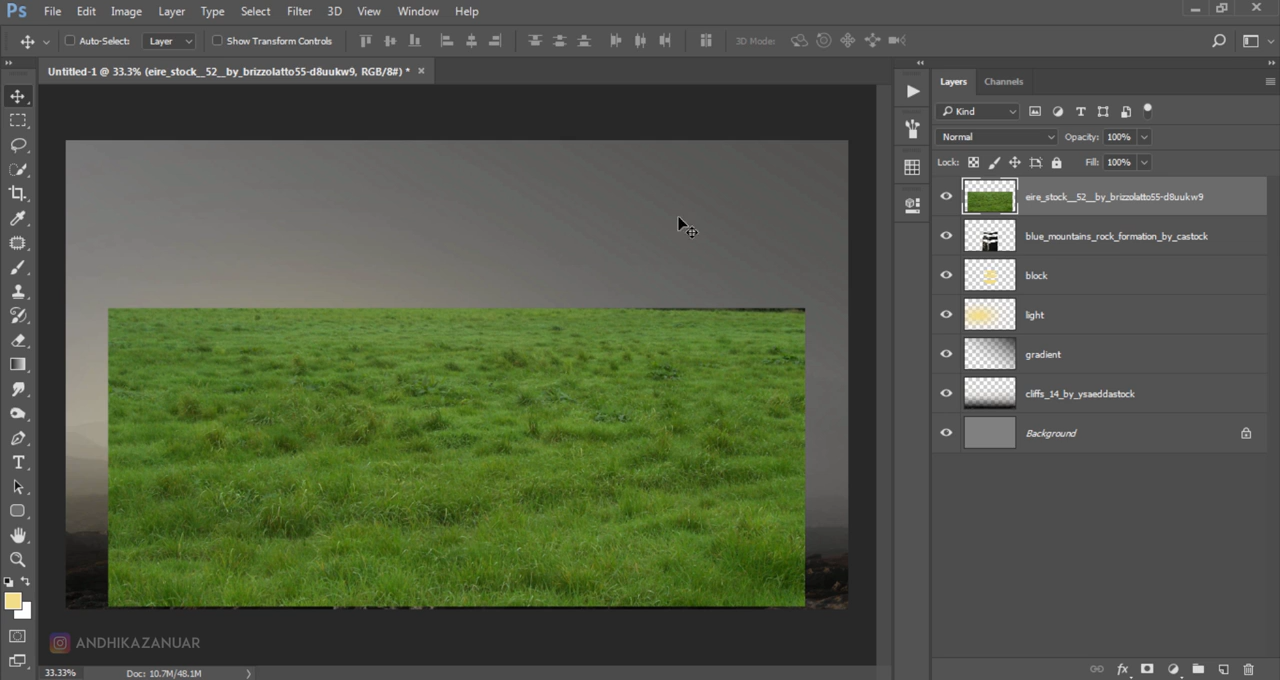 Ps File Edit Image Layer Type Select Filter 3D View Window Help
Auto-Select: Layer Show Transform Controls 3D Mode:
Untitled-1 @ 33.3% (eire_stock__52__by_brizzolatto55-d8uukw9, RGB/8#) *
Layers Channels
Kind
Normal Opacity: 100%
Lock: Fill: 100%
eire_stock__52__by_brizzolatto55-d8uukw9
blue_mountains_rock_formation_by_castock
block
light
gradient
cliffs_14_by_ysaeddastock
Background
ANDHIKAZANUAR
33.33% Doc: 10.7M/48.1M
fx